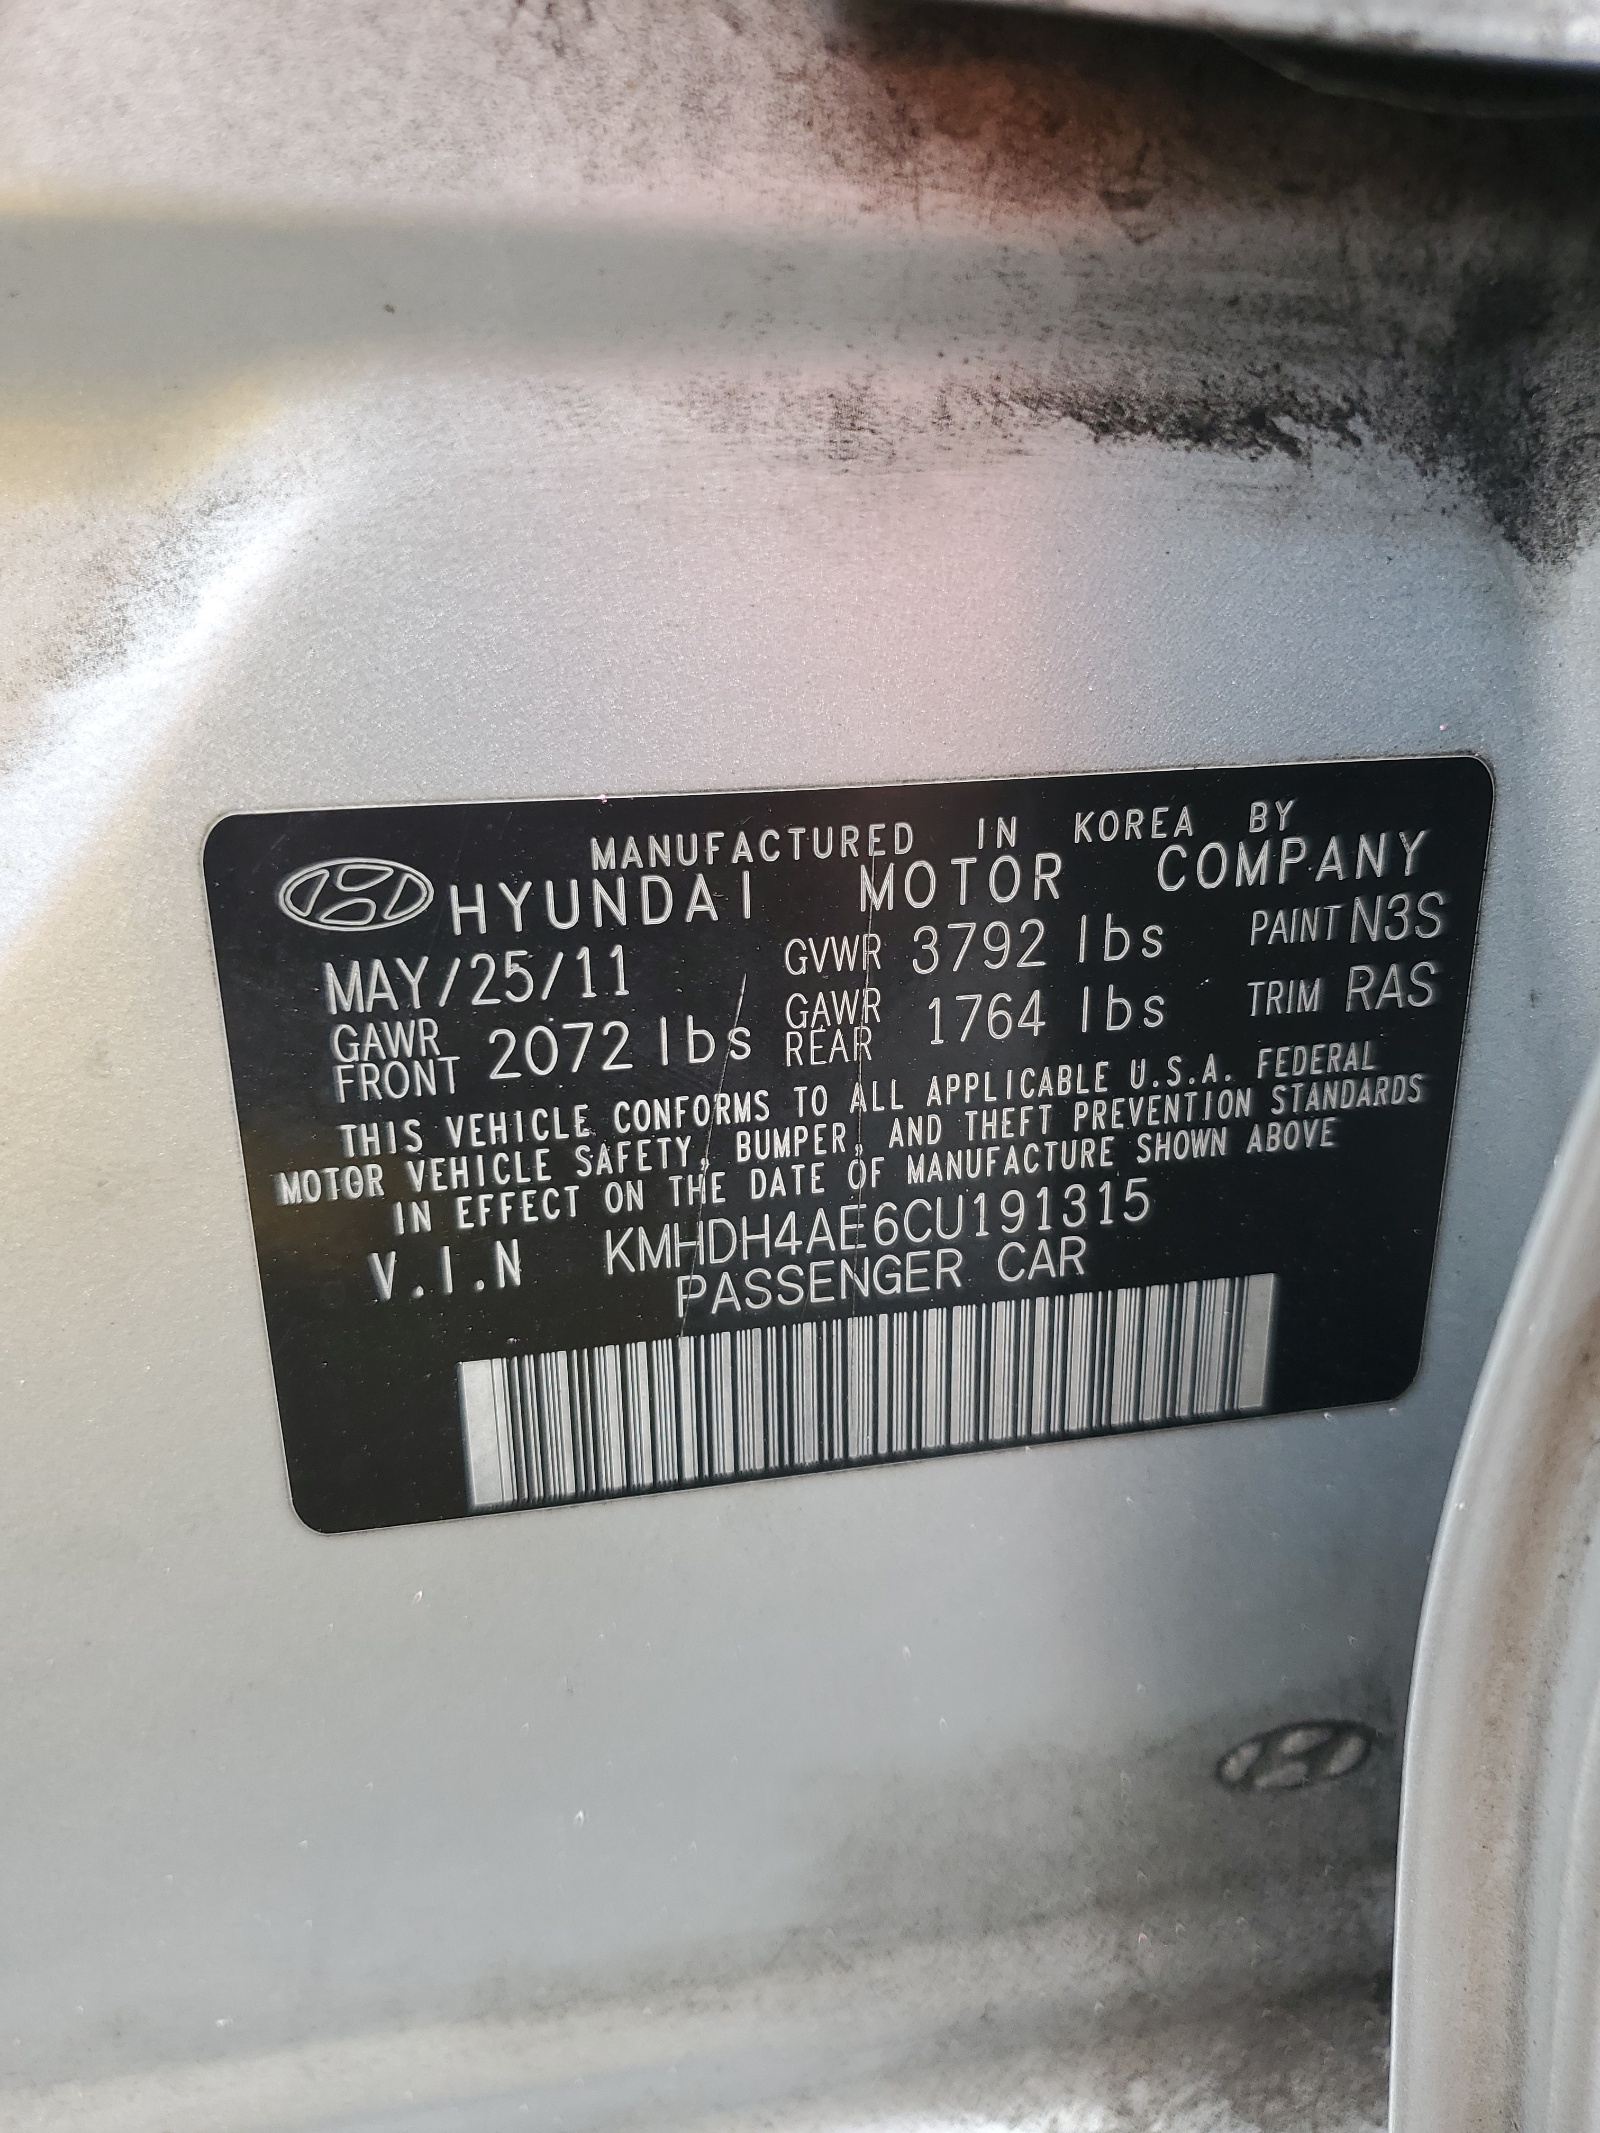 MANUFACTURED IN KOREA BY
HYUNDAI MOTOR COMPANY
MAY/25/11 GVWR 3792 lbs PAINT N3S
GAWR FRONT 2072 lbs GAWR REAR 1764 lbs TRIM RAS
THIS VEHICLE CONFORMS TO ALL APPLICABLE U.S.A. FEDERAL
MOTOR VEHICLE SAFETY, BUMPER, AND THEFT PREVENTION STANDARDS
IN EFFECT ON THE DATE OF MANUFACTURE SHOWN ABOVE
V.I.N KMHDH4AE6CU191315
PASSENGER CAR